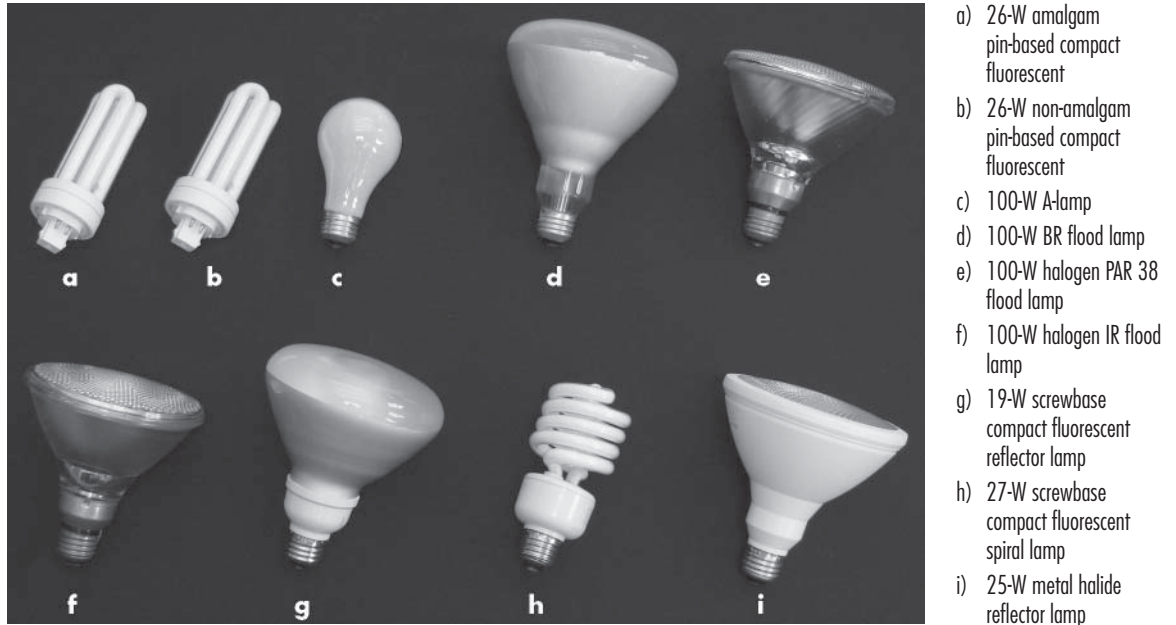 a
b
c
d
e
f
g
h
i
a) 26-W amalgam
pin-based compact
fluorescent
b) 26-W non-amalgam
pin-based compact
fluorescent
c) 100-W A-lamp
d) 100-W BR flood lamp
e) 100-W halogen PAR 38
flood lamp
f) 100-W halogen IR flood
lamp
g) 19-W screwbase
compact fluorescent
reflector lamp
h) 27-W screwbase
compact fluorescent
spiral lamp
i) 25-W metal halide
reflector lamp